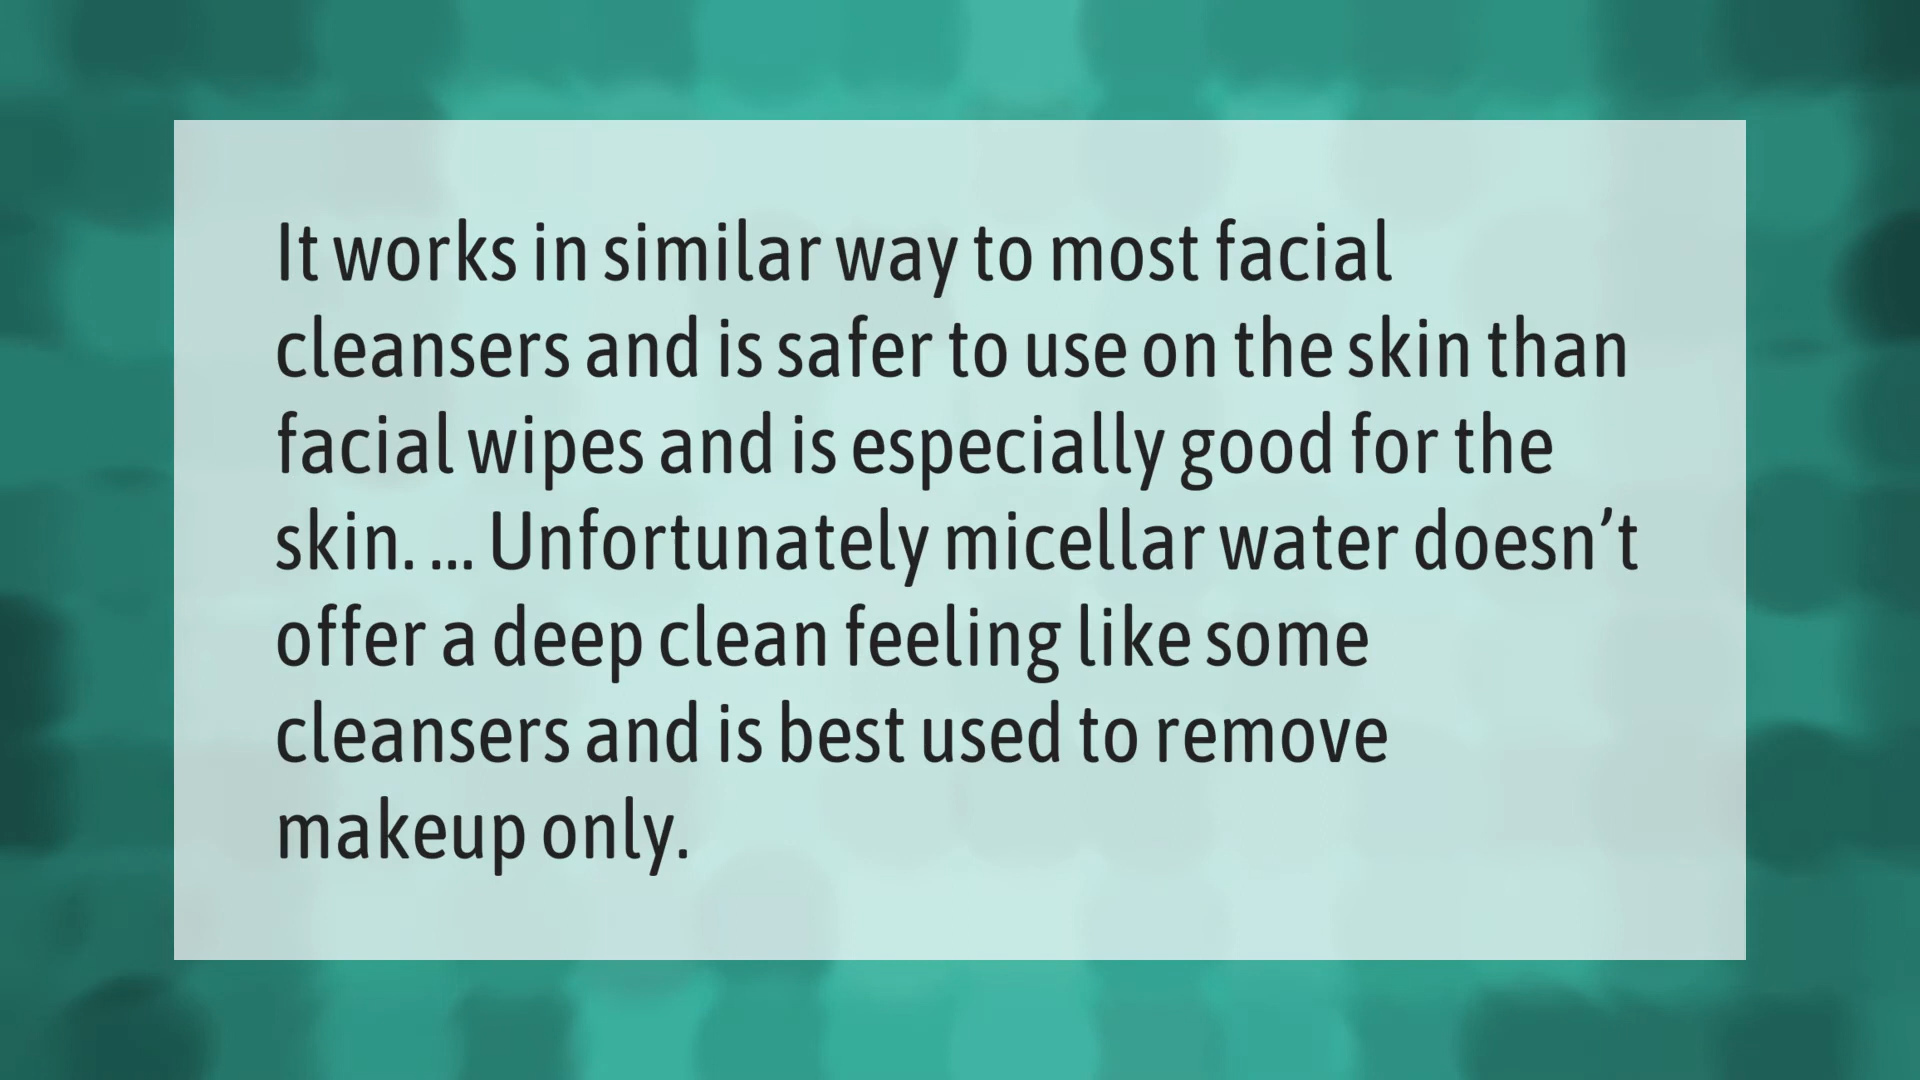 It works in similar way to most facial
cleansers and is safer to use on the skin than
facial wipes and is especially good for the
skin. ... Unfortunately micellar water doesn’t
offer a deep clean feeling like some
cleansers and is best used to remove
makeup only.